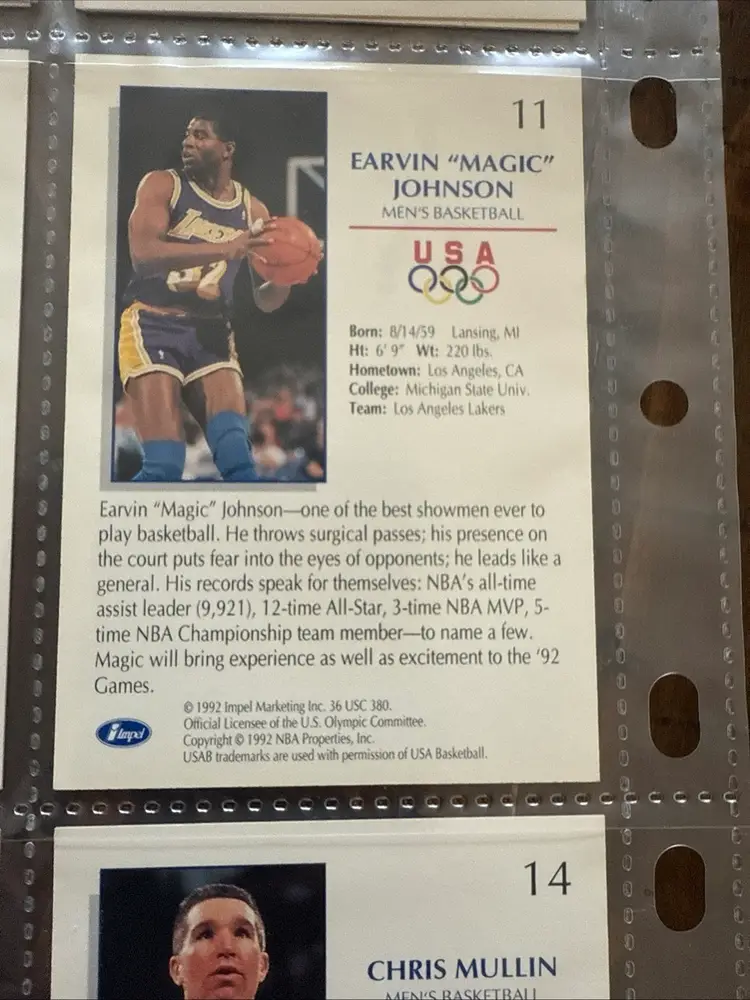 11
EARVIN “MAGIC”
JOHNSON
MEN'S BASKETBALL
USA
Born: 8/14/59 Lansing, MI
Ht: 6' 9" Wt: 220 lbs.
Hometown: Los Angeles, CA
College: Michigan State Univ.
Team: Los Angeles Lakers
LAKERS
32
Earvin “Magic” Johnson—one of the best showmen ever to
play basketball. He throws surgical passes; his presence on
the court puts fear into the eyes of opponents; he leads like a
general. His records speak for themselves: NBA's all-time
assist leader (9,921), 12-time All-Star, 3-time NBA MVP, 5-
time NBA Championship team member—to name a few.
Magic will bring experience as well as excitement to the '92
Games.
Impel
© 1992 Impel Marketing Inc. 36 USC 380.
Official Licensee of the U.S. Olympic Committee.
Copyright © 1992 NBA Properties, Inc.
USAB trademarks are used with permission of USA Basketball.
14
CHRIS MULLIN
MEN'S BASKETBALL